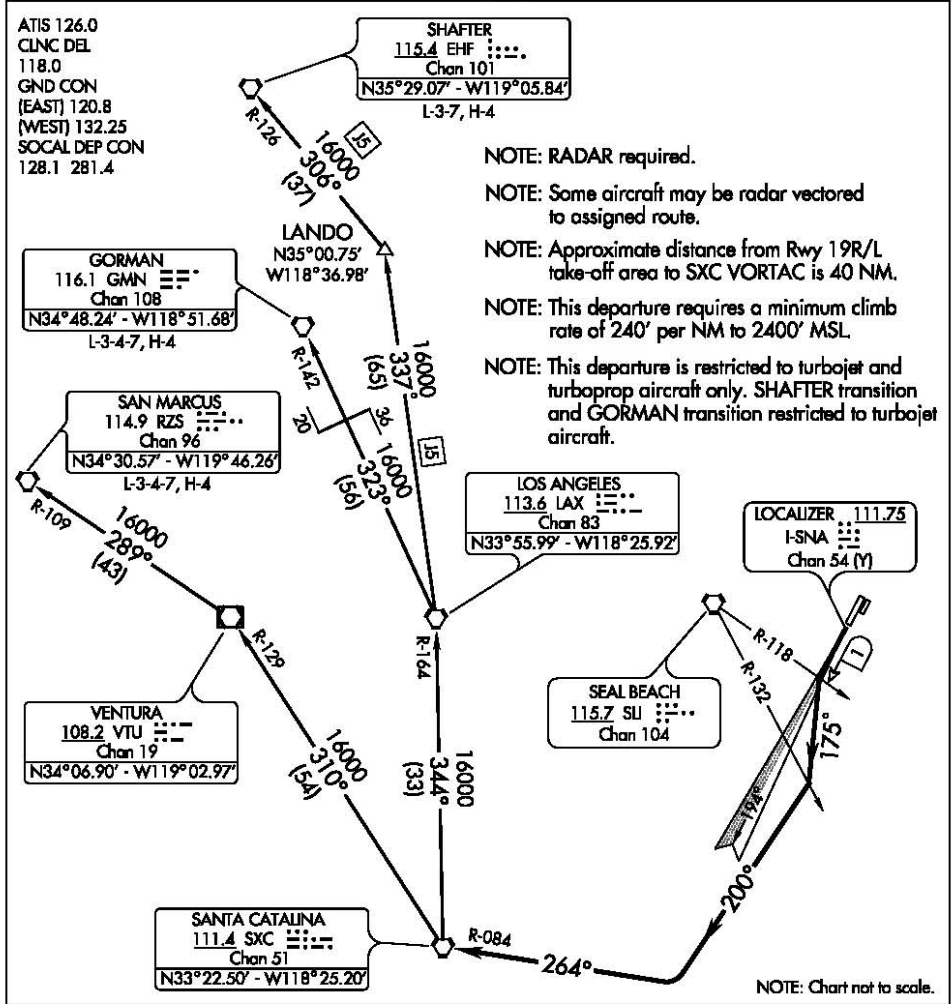 ATIS 126.0
CLNC DEL
118.0
GND CON
(EAST) 120.8
(WEST) 132.25
SOCAL DEP CON
128.1 281.4
SHAFTER
115.4 EHF
Chan 101
N35°29.07' - W119°05.84'
L-3-7, H-4
R-126
J5
16000
306°
(37)
LANDO
N35°00.75'
W118°36.98'
NOTE: RADAR required.
NOTE: Some aircraft may be radar vectored
to assigned route.
NOTE: Approximate distance from Rwy 19R/L
take-off area to SXC VORTAC is 40 NM.
NOTE: This departure requires a minimum climb
rate of 240' per NM to 2400' MSL
NOTE: This departure is restricted to turbojet and
turboprop aircraft only. SHAFTER transition
and GORMAN transition restricted to turbojet
aircraft.
GORMAN
116.1 GMN
Chan 108
N34°48.24' - W118°51.68'
L-3-4-7, H-4
R-142
20
36
16000
323°
(56)
16000
337°
(65)
J5
SAN MARCUS
114.9 RZS
Chan 96
N34°30.57' - W119°46.26'
L-3-4-7, H-4
R-109
16000
289°
(43)
LOS ANGELES
113.6 LAX
Chan 83
N33°55.99' - W118°25.92'
R-164
LOCALIZER 111.75
I-SNA
Chan 54 (Y)
1
R-118
R-132
SEAL BEACH
115.7 SLI
Chan 104
175°
194°
200°
R-129
VENTURA
108.2 VTU
Chan 19
N34°06.90' - W119°02.97'
16000
310°
(54)
16000
344°
(33)
SANTA CATALINA
111.4 SXC
Chan 51
N33°22.50' - W118°25.20'
R-084
264°
NOTE: Chart not to scale.